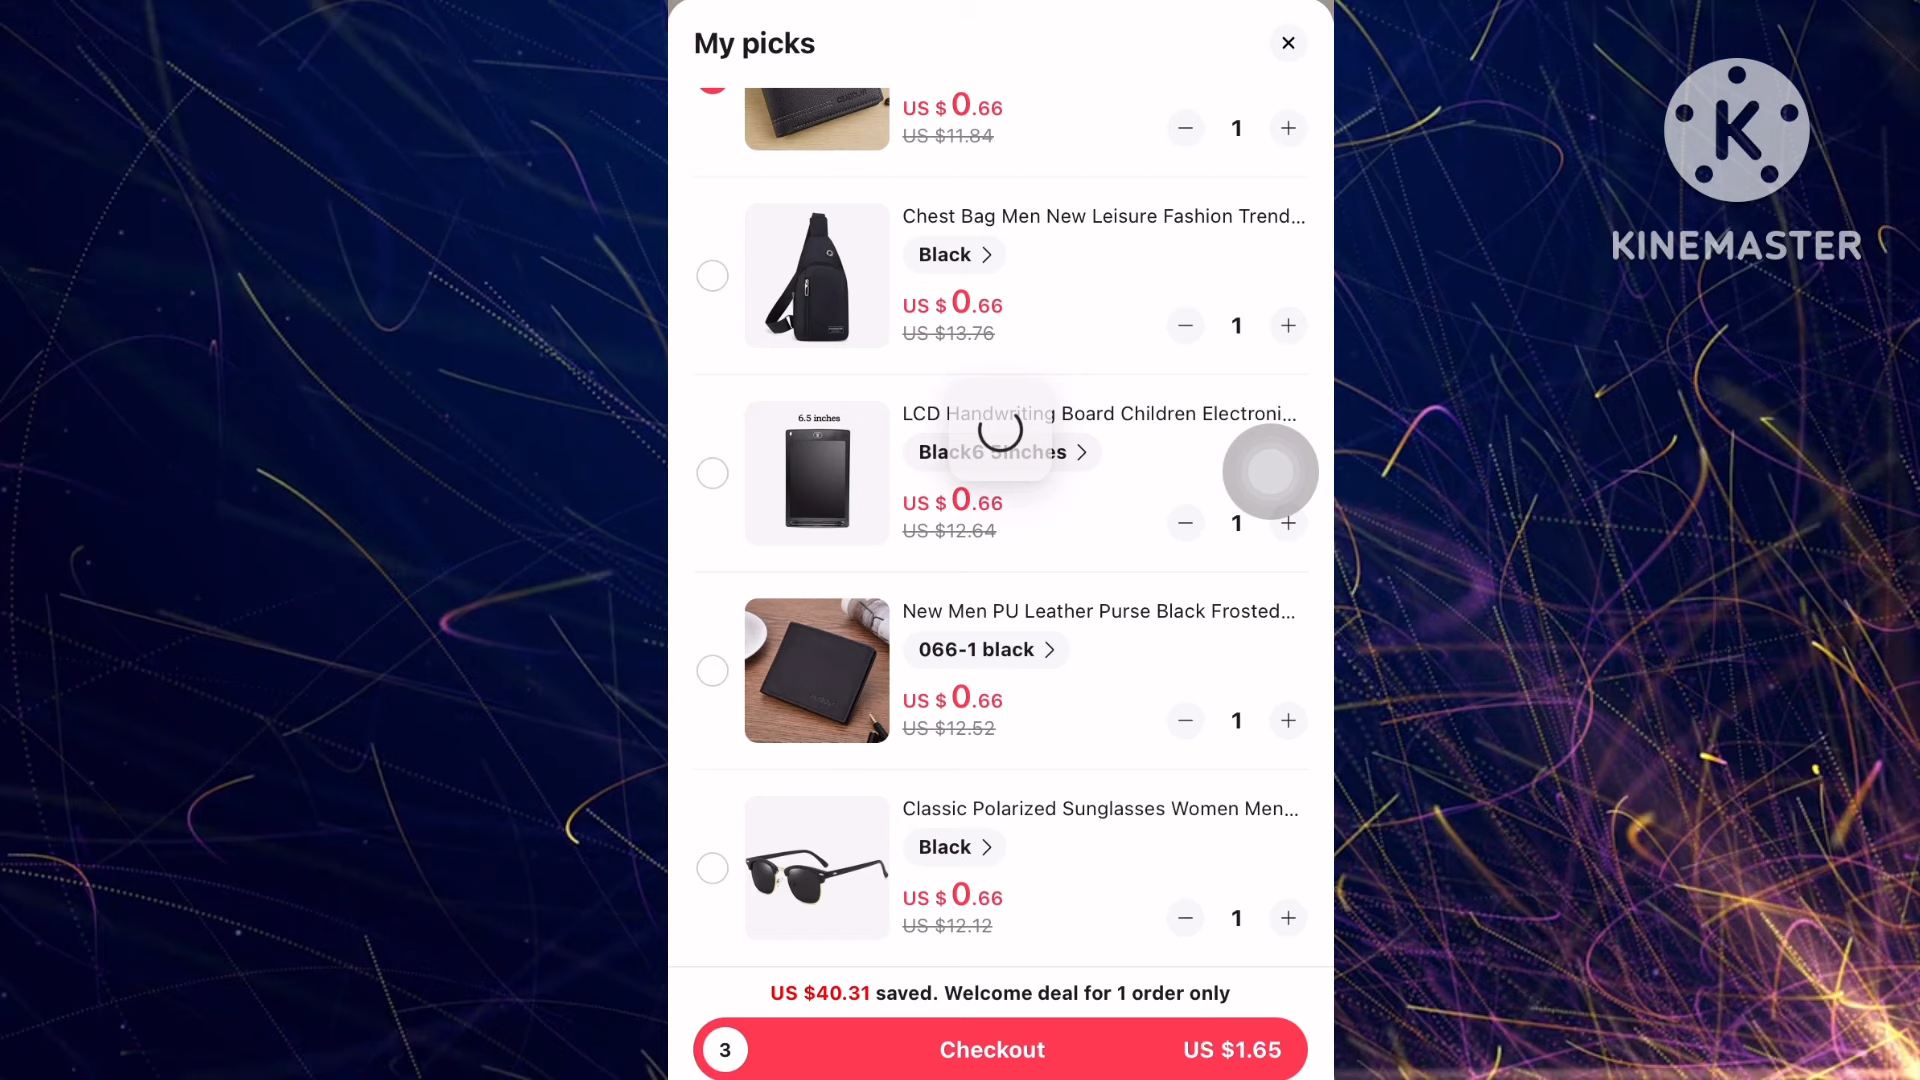 My picks
US $0.66
US $11.84
1
Chest Bag Men New Leisure Fashion Trend...
Black
US $0.66
US $13.76
1
6.5 inches
LCD Handwriting Board Children Electroni...
Black6 5inches
US $0.66
US $12.64
1
New Men PU Leather Purse Black Frosted...
066-1 black
US $0.66
US $12.52
1
Classic Polarized Sunglasses Women Men...
Black
US $0.66
US $12.12
1
US $40.31 saved. Welcome deal for 1 order only
3 Checkout US $1.65
K
KINEMASTER